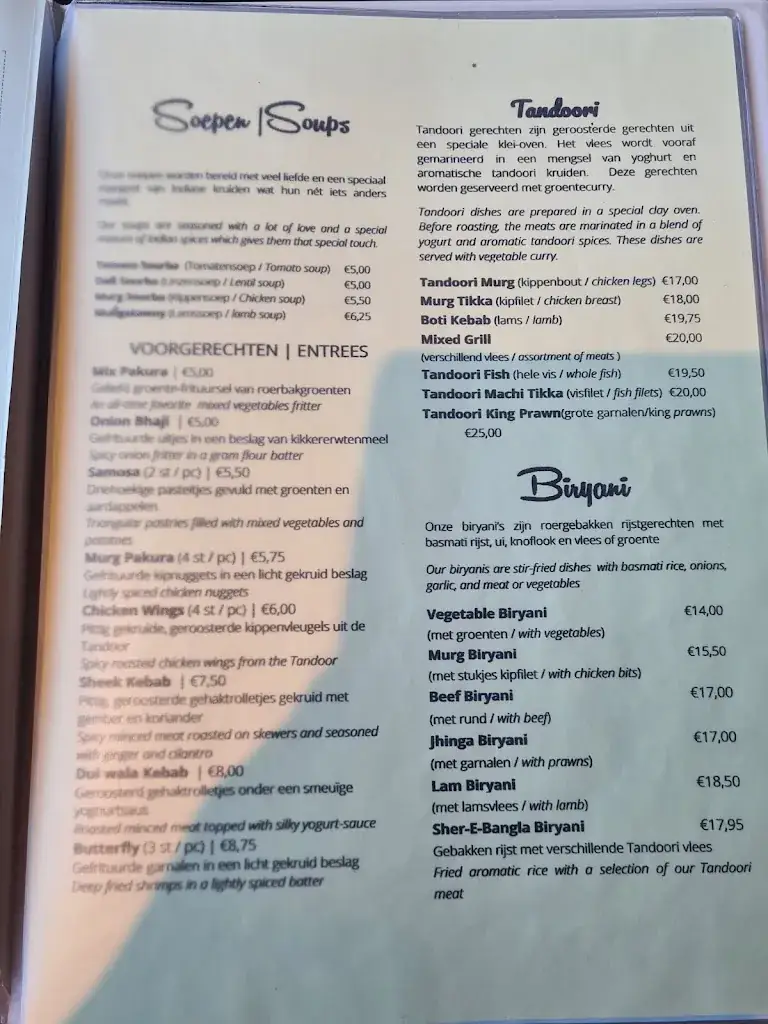 Soepen | Soups
worden bereid met veel liefde en een speciaal
kruiden wat hun nét iets anders
Our soups are seasoned with a lot of love and a special
of Indian spices which gives them that special touch.
(Tomatensoep / Tomato soup) €5,00
(Linzensoep / Lentil soup) €5,00
Murg Shorba (Kippensoep / Chicken soup) €5,50
(Lamssoep / lamb soup) €6,25
VOORGERECHTEN | ENTREES
Mix Pakura | €5,00
groente-frituursel van roerbakgroenten
An all-time favorite mixed vegetables fritter
Onion Bhaji | €5,00
Gefrituurde uitjes in een beslag van kikkererwtenmeel
Spicy onion fritter in a gram flour batter
Samosa (2 st / pc) | €5,50
Driehoekige pasteitjes gevuld met groenten en
aardappelen
Triangular pastries filled with mixed vegetables and
potatoes
Murg Pakura (4 st / pc) | €5,75
Gefrituurde kipnuggets in een licht gekruid beslag
Lightly spiced chicken nuggets
Chicken Wings (4 st / pc) | €6,00
Pittig gekruide, geroosterde kippenvleugels uit de
Tandoor
Spicy roasted chicken wings from the Tandoor
Sheek Kebab | €7,50
Pittig, geroosterde gehaktrolletjes gekruid met
gember en koriander
Spicy minced meat roasted on skewers and seasoned
with ginger and cilantro
Dui wala Kebab | €8,00
Geroosterd gehaktrolletjes onder een smeuïge
yoghurtsaus
Roasted minced meat topped with silky yogurt-sauce
Butterfly (3 st / pc) | €8,75
Gefrituurde garnalen in een licht gekruid beslag
Deep fried shrimps in a lightly spiced batter
Tandoori
Tandoori gerechten zijn geroosterde gerechten uit
een speciale klei-oven. Het vlees wordt vooraf
gemarineerd in een mengsel van yoghurt en
aromatische tandoori kruiden. Deze gerechten
worden geserveerd met groentecurry.
Tandoori dishes are prepared in a special clay oven.
Before roasting, the meats are marinated in a blend of
yogurt and aromatic tandoori spices. These dishes are
served with vegetable curry.
Tandoori Murg (kippenbout / chicken legs) €17,00
Murg Tikka (kipfilet / chicken breast) €18,00
Boti Kebab (lams / lamb) €19,75
Mixed Grill €20,00
(verschillend vlees / assortment of meats )
Tandoori Fish (hele vis / whole fish) €19,50
Tandoori Machi Tikka (visfilet / fish filets) €20,00
Tandoori King Prawn(grote garnalen/king prawns)
€25,00
Biryani
Onze biryani's zijn roergebakken rijstgerechten met
basmati rijst, ui, knoflook en vlees of groente
Our biryanis are stir-fried dishes with basmati rice, onions,
garlic, and meat or vegetables
Vegetable Biryani €14,00
(met groenten / with vegetables)
Murg Biryani €15,50
(met stukjes kipfilet / with chicken bits)
Beef Biryani €17,00
(met rund / with beef)
Jhinga Biryani €17,00
(met garnalen / with prawns)
Lam Biryani €18,50
(met lamsvlees / with lamb)
Sher-E-Bangla Biryani €17,95
Gebakken rijst met verschillende Tandoori vlees
Fried aromatic rice with a selection of our Tandoori
meat